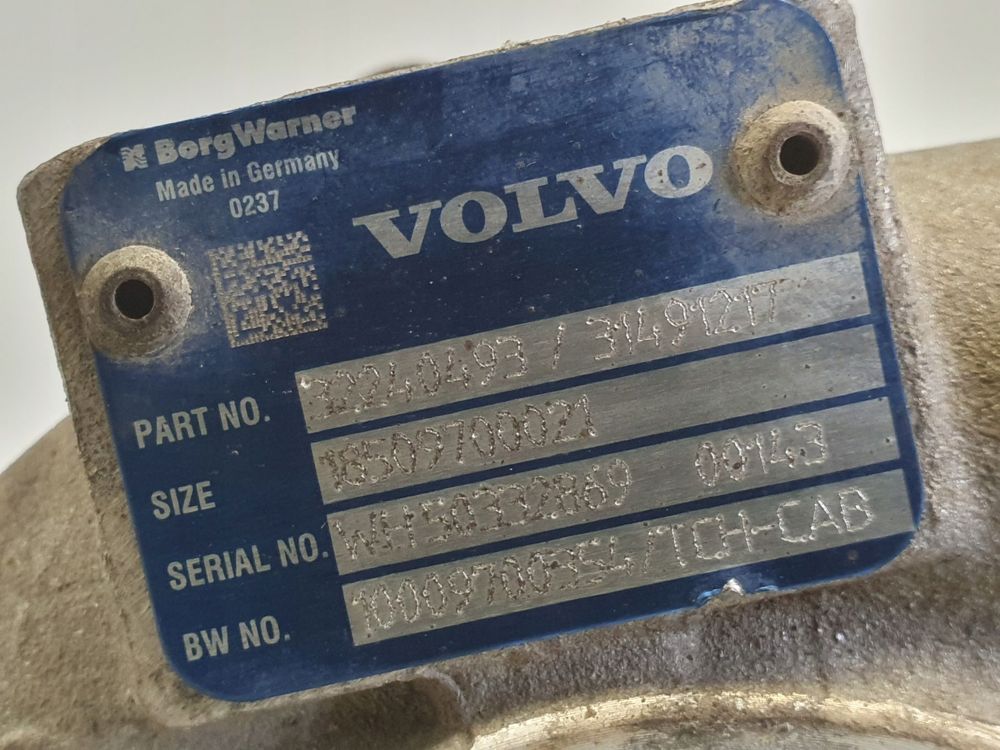 BorgWarner
Made in Germany
0237
VOLVO
PART NO. 32240493 / 31491217
SIZE 18509700021
SERIAL NO. WH50332869 00143
BW NO. 10009700354/TCH-CAB